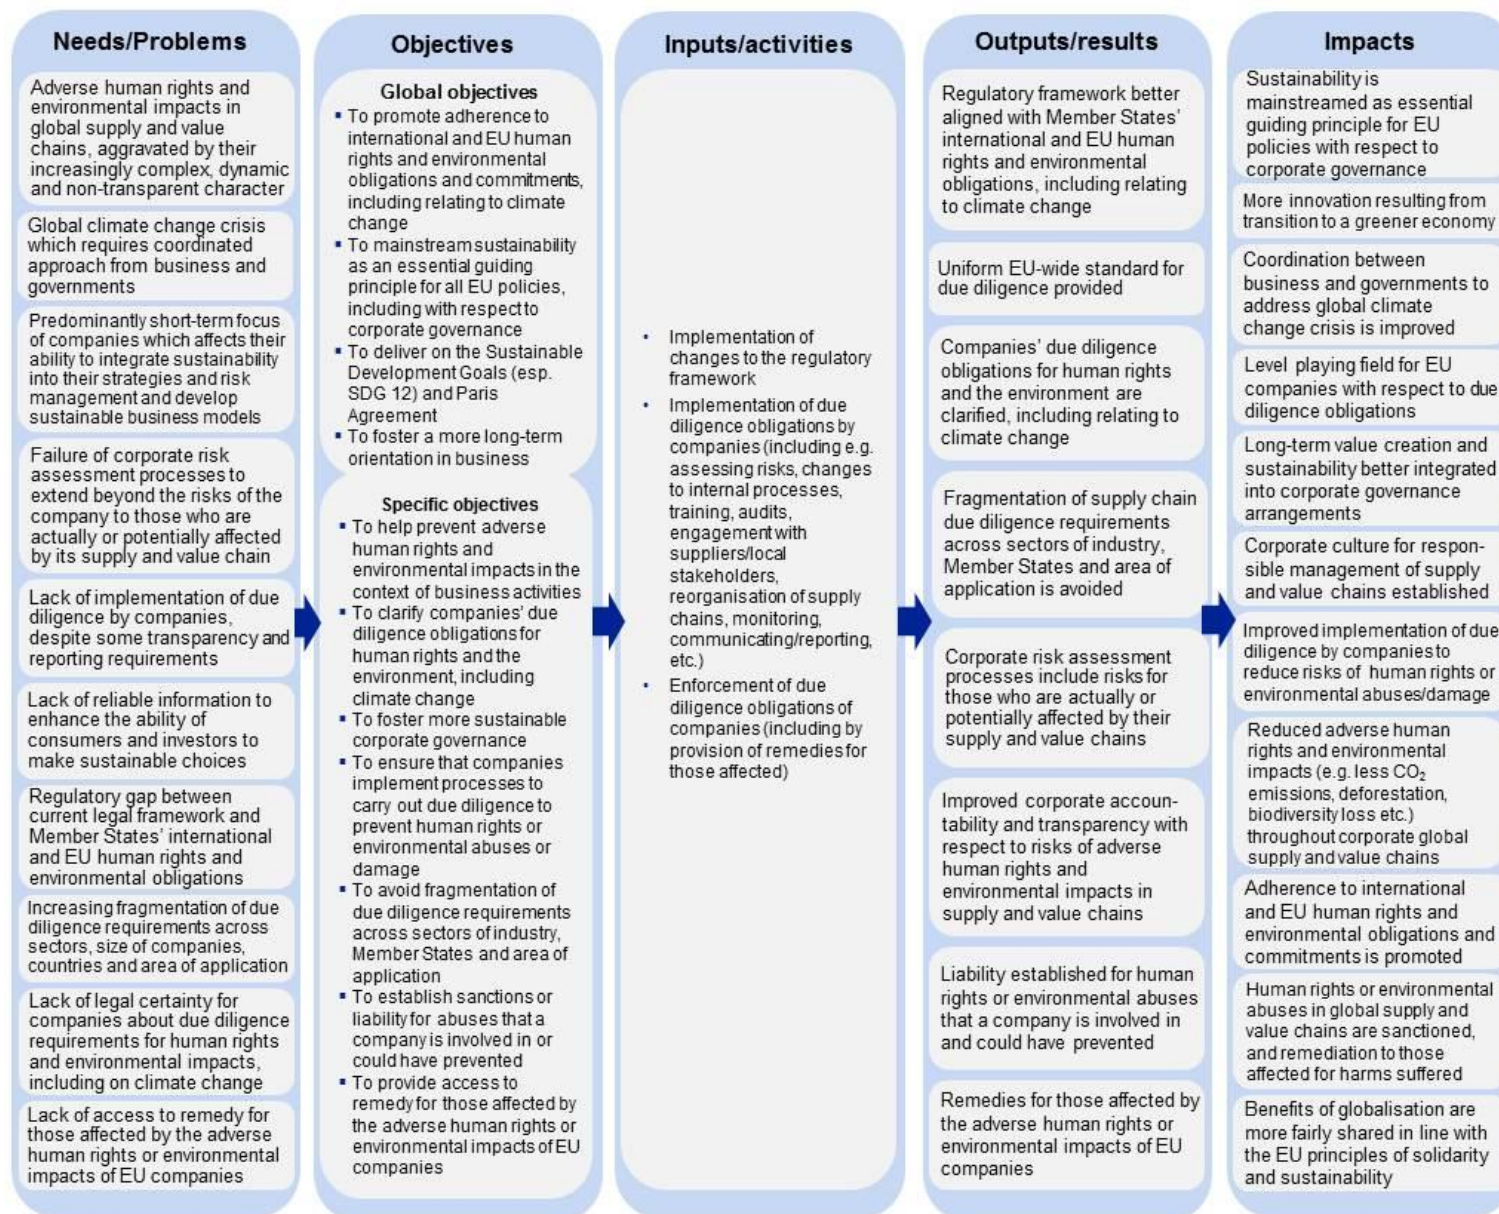 Needs/Problems
Adverse human rights and
environmental impacts in
global supply and value
chains, aggravated by their
increasingly complex, dynamic
and non-transparent character
Global climate change crisis
which requires coordinated
approach from business and
governments
Predominantly short-term focus
of companies which affects their
ability to integrate sustainability
into their strategies and risk
management and develop
sustainable business models
Failure of corporate risk
assessment processes to
extend beyond the risks of the
company to those who are
actually or potentially affected
by its supply and value chain
Lack of implementation of due
diligence by companies,
despite some transparency and
reporting requirements
Lack of reliable information to
enhance the ability of
consumers and investors to
make sustainable choices
Regulatory gap between
current legal framework and
Member States' international
and EU human rights and
environmental obligations
Increasing fragmentation of due
diligence requirements across
sectors, size of companies,
countries and area of application
Lack of legal certainty for
companies about due diligence
requirements for human rights
and environmental impacts,
including on climate change
Lack of access to remedy for
those affected by the adverse
human rights or environmental
impacts of EU companies
Objectives
Global objectives
▪ To promote adherence to
international and EU human
rights and environmental
obligations and commitments,
including relating to climate
change
▪ To mainstream sustainability
as an essential guiding
principle for all EU policies,
including with respect to
corporate governance
▪ To deliver on the Sustainable
Development Goals (esp.
SDG 12) and Paris
Agreement
▪ To foster a more long-term
orientation in business
Specific objectives
▪ To help prevent adverse
human rights and
environmental impacts in the
context of business activities
▪ To clarify companies' due
diligence obligations for
human rights and the
environment, including
climate change
▪ To foster more sustainable
corporate governance
▪ To ensure that companies
implement processes to
carry out due diligence to
prevent human rights or
environmental abuses or
damage
▪ To avoid fragmentation of
due diligence requirements
across sectors of industry,
Member States and area of
application
▪ To establish sanctions or
liability for abuses that a
company is involved in or
could have prevented
▪ To provide access to
remedy for those affected by
the adverse human rights or
environmental impacts of EU
companies
Inputs/activities
• Implementation of
changes to the regulatory
framework
• Implementation of due
diligence obligations by
companies (including e.g.
assessing risks, changes
to internal processes,
training, audits,
engagement with
suppliers/local
stakeholders,
reorganisation of supply
chains, monitoring,
communicating/reporting,
etc.)
• Enforcement of due
diligence obligations of
companies (including by
provision of remedies for
those affected)
Outputs/results
Regulatory framework better
aligned with Member States'
international and EU human
rights and environmental
obligations, including relating
to climate change
Uniform EU-wide standard for
due diligence provided
Companies' due diligence
obligations for human rights
and the environment are
clarified, including relating to
climate change
Fragmentation of supply chain
due diligence requirements
across sectors of industry,
Member States and area of
application is avoided
Corporate risk assessment
processes include risks for
those who are actually or
potentially affected by their
supply and value chains
Improved corporate accoun-
tability and transparency with
respect to risks of adverse
human rights and
environmental impacts in
supply and value chains
Liability established for human
rights or environmental abuses
that a company is involved in
and could have prevented
Remedies for those affected by
the adverse human rights or
environmental impacts of EU
companies
Impacts
Sustainability is
mainstreamed as essential
guiding principle for EU
policies with respect to
corporate governance
More innovation resulting from
transition to a greener economy
Coordination between
business and governments to
address global climate
change crisis is improved
Level playing field for EU
companies with respect to due
diligence obligations
Long-term value creation and
sustainability better integrated
into corporate governance
arrangements
Corporate culture for respon-
sible management of supply
and value chains established
Improved implementation of due
diligence by companies to
reduce risks of human rights or
environmental abuses/damage
Reduced adverse human
rights and environmental
impacts (e.g. less CO₂
emissions, deforestation,
biodiversity loss etc.)
throughout corporate global
supply and value chains
Adherence to international
and EU human rights and
environmental obligations and
commitments is promoted
Human rights or environmental
abuses in global supply and
value chains are sanctioned,
and remediation to those
affected for harms suffered
Benefits of globalisation are
more fairly shared in line with
the EU principles of solidarity
and sustainability